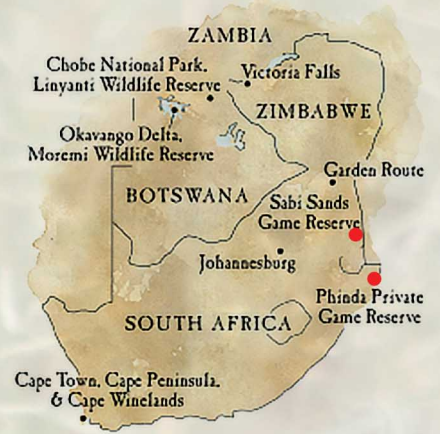 ZAMBIA
Chobe National Park,
Linyanti Wildlife Reserve
Victoria Falls
ZIMBABWE
Okavango Delta,
Moremi Wildlife Reserve
Garden Route
BOTSWANA
Sabi Sands
Game Reserve
Johannesburg
Phinda Private
Game Reserve
SOUTH AFRICA
Cape Town, Cape Peninsula,
& Cape Winelands